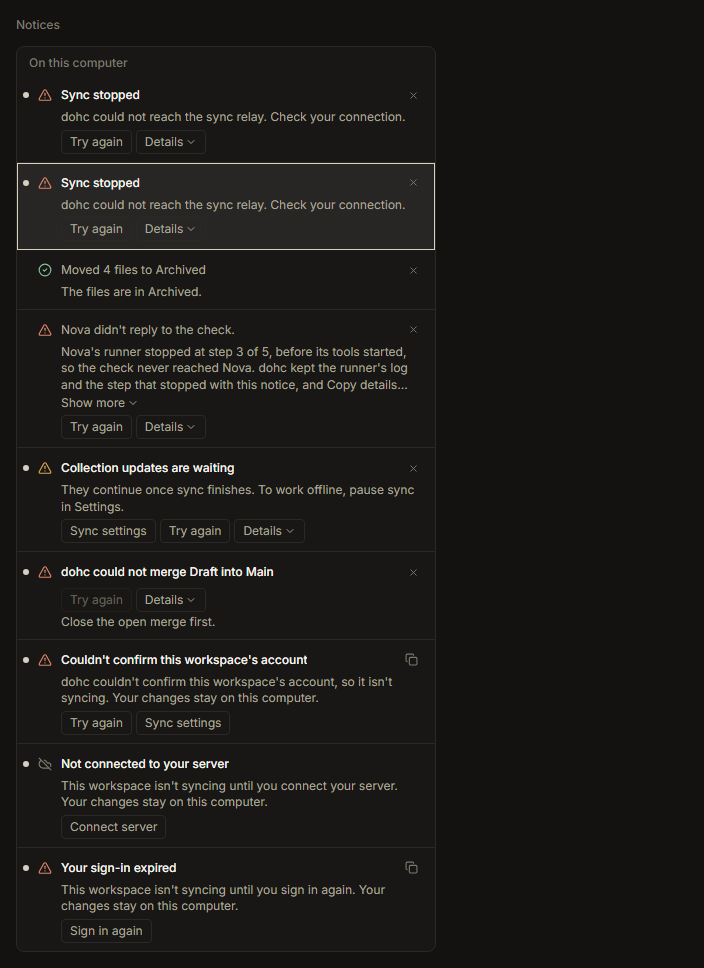 Notices
On this computer
Sync stopped
dohc could not reach the sync relay. Check your connection.
Try again
Details
Sync stopped
dohc could not reach the sync relay. Check your connection.
Try again
Details
Moved 4 files to Archived
The files are in Archived.
Nova didn't reply to the check.
Nova's runner stopped at step 3 of 5, before its tools started,
so the check never reached Nova. dohc kept the runner's log
and the step that stopped with this notice, and Copy details…
Show more
Try again
Details
Collection updates are waiting
They continue once sync finishes. To work offline, pause sync
in Settings.
Sync settings
Try again
Details
dohc could not merge Draft into Main
Try again
Details
Close the open merge first.
Couldn't confirm this workspace's account
dohc couldn't confirm this workspace's account, so it isn't
syncing. Your changes stay on this computer.
Try again
Sync settings
Not connected to your server
This workspace isn't syncing until you connect your server.
Your changes stay on this computer.
Connect server
Your sign-in expired
This workspace isn't syncing until you sign in again. Your
changes stay on this computer.
Sign in again